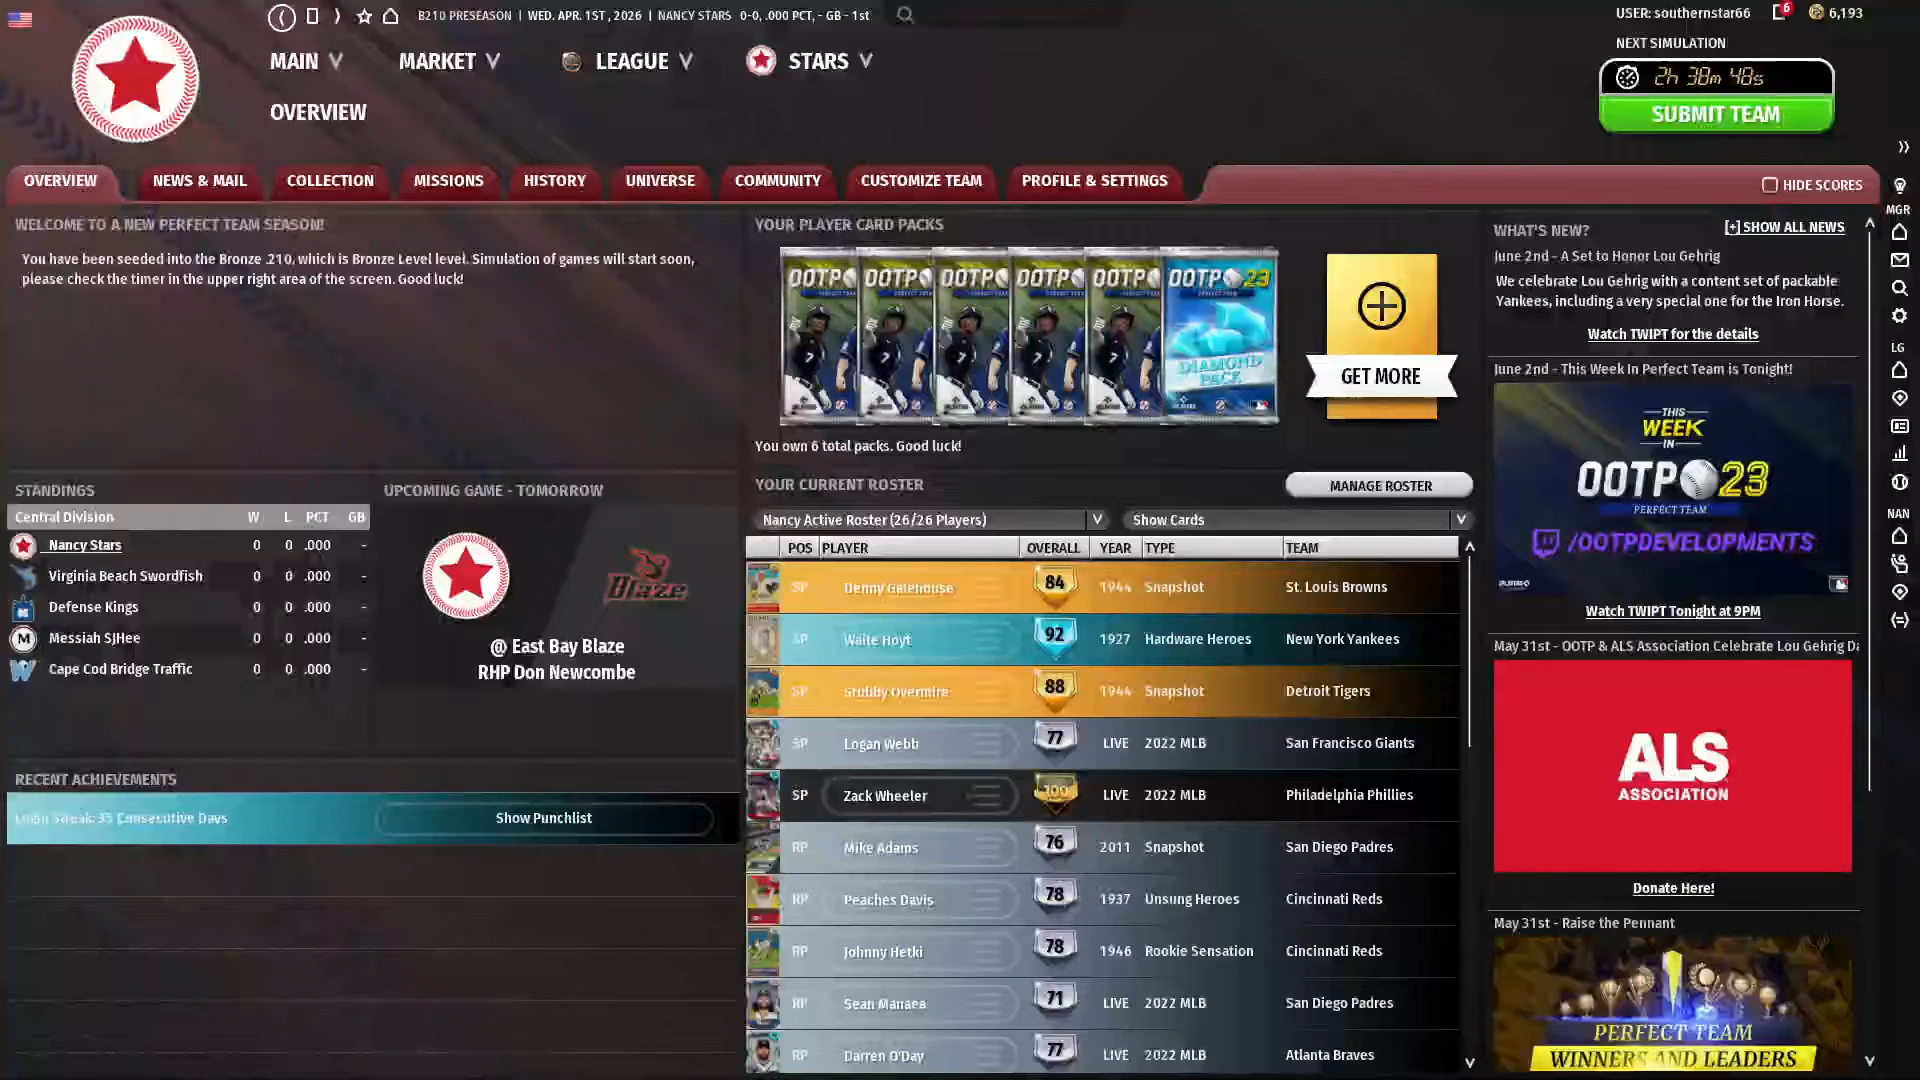 B210 PRESEASON | WED. APR. 1ST , 2026 | NANCY STARS 0-0, .000 PCT, - GB - 1st
USER: southernstar66
6
6,193
NEXT SIMULATION
MAIN
MARKET
LEAGUE
STARS
2h 38m 48s
OVERVIEW
SUBMIT TEAM
OVERVIEW
NEWS & MAIL
COLLECTION
MISSIONS
HISTORY
UNIVERSE
COMMUNITY
CUSTOMIZE TEAM
PROFILE & SETTINGS
HIDE SCORES
WELCOME TO A NEW PERFECT TEAM SEASON!
You have been seeded into the Bronze .210, which is Bronze Level level. Simulation of games will start soon,
please check the timer in the upper right area of the screen. Good luck!
YOUR PLAYER CARD PACKS
OOTP
OOTP
OOTP
OOTP
OOTP
OOTP 23
DIAMOND
PACK
GET MORE
You own 6 total packs. Good luck!
STANDINGS
Central Division W L PCT GB
Nancy Stars 0 0 .000 -
Virginia Beach Swordfish 0 0 .000 -
Defense Kings 0 0 .000 -
Messiah SJHee 0 0 .000 -
Cape Cod Bridge Traffic 0 0 .000 -
UPCOMING GAME - TOMORROW
Blaze
@ East Bay Blaze
RHP Don Newcombe
RECENT ACHIEVEMENTS
Login Streak: 35 Consecutive Days
Show Punchlist
YOUR CURRENT ROSTER
MANAGE ROSTER
Nancy Active Roster (26/26 Players)
Show Cards
POS PLAYER OVERALL YEAR TYPE TEAM
SP Denny Galehouse 84 1944 Snapshot St. Louis Browns
SP Waite Hoyt 92 1927 Hardware Heroes New York Yankees
SP Stubby Overmire 88 1944 Snapshot Detroit Tigers
SP Logan Webb 77 LIVE 2022 MLB San Francisco Giants
SP Zack Wheeler 100 LIVE 2022 MLB Philadelphia Phillies
RP Mike Adams 76 2011 Snapshot San Diego Padres
RP Peaches Davis 78 1937 Unsung Heroes Cincinnati Reds
RP Johnny Hetki 78 1946 Rookie Sensation Cincinnati Reds
RP Sean Manaea 71 LIVE 2022 MLB San Diego Padres
RP Darren O'Day 77 LIVE 2022 MLB Atlanta Braves
WHAT'S NEW?
[+] SHOW ALL NEWS
June 2nd - A Set to Honor Lou Gehrig
We celebrate Lou Gehrig with a content set of packable
Yankees, including a very special one for the Iron Horse.
Watch TWIPT for the details
June 2nd - This Week In Perfect Team is Tonight!
THIS
WEEK
IN
OOTP 23
PERFECT TEAM
/OOTPDEVELOPMENTS
Watch TWIPT Tonight at 9PM
May 31st - OOTP & ALS Association Celebrate Lou Gehrig Da
ALS
ASSOCIATION
Donate Here!
May 31st - Raise the Pennant
PERFECT TEAM
WINNERS AND LEADERS
MGR
LG
NAN